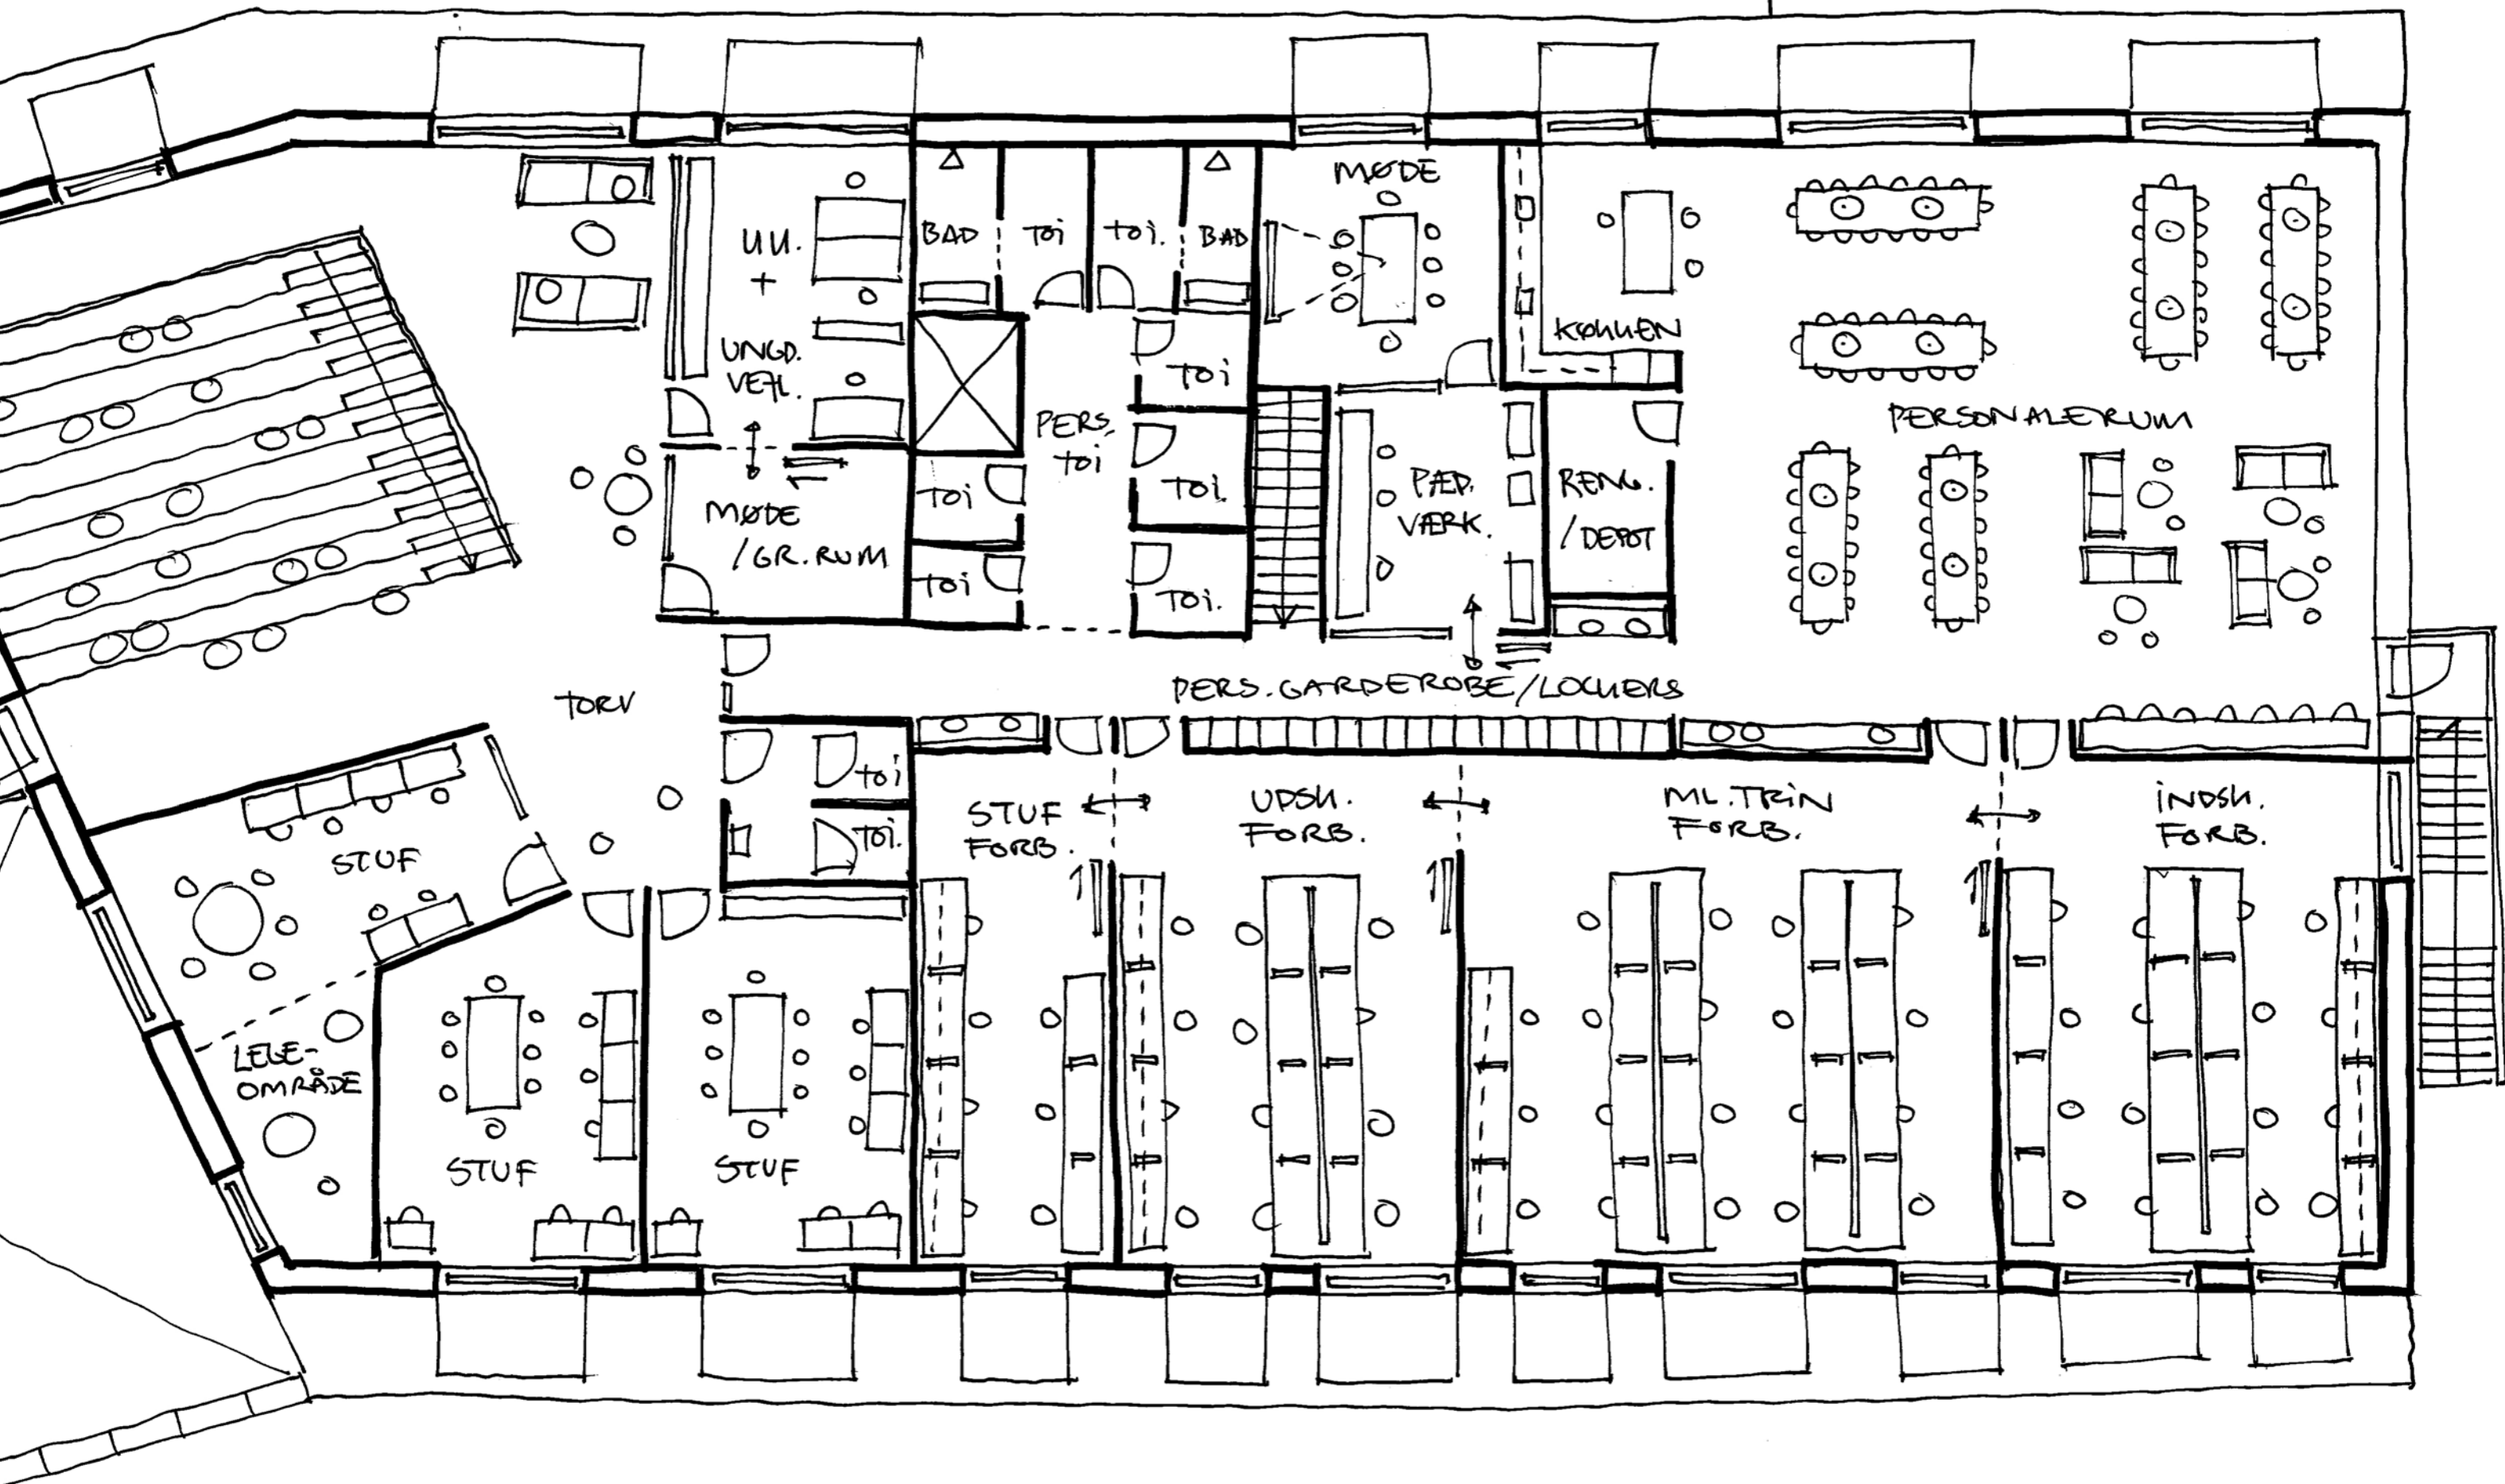 MØDE
UU.
+
UNGD.
VEJL.
BAD
TOI
TOI.
BAD
KØKKEN
TOI
PERS.
TOI
PERSONALERUM
TOI
TOI.
PÆD.
VÆRK.
RENG.
/DEPOT
MØDE
/GR.RUM
TOI
TOI.
PERS. GARDEROBE/LOCKERS
TORV
TOI
TOI.
STUF
FORB.
UDSK.
FORB.
ML.TRIN
FORB.
INDSK.
FORB.
STUF
LEGE-
OMRÅDE
STUF
STUF